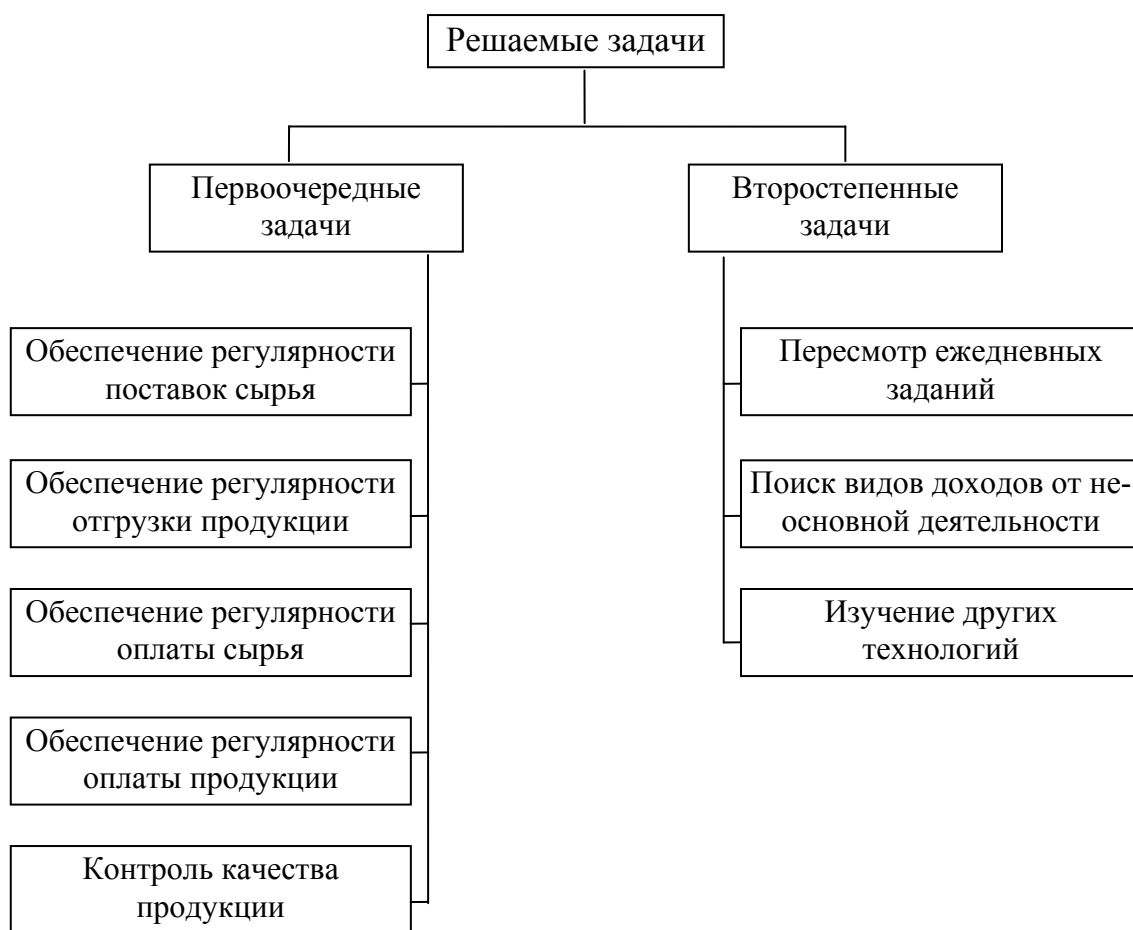 Решаемые задачи
Первоочередные
задачи
Второстепенные
задачи
Обеспечение регулярности
поставок сырья
Обеспечение регулярности
отгрузки продукции
Обеспечение регулярности
оплаты сырья
Обеспечение регулярности
оплаты продукции
Контроль качества
продукции
Пересмотр ежедневных
заданий
Поиск видов доходов от не-
основной деятельности
Изучение других
технологий